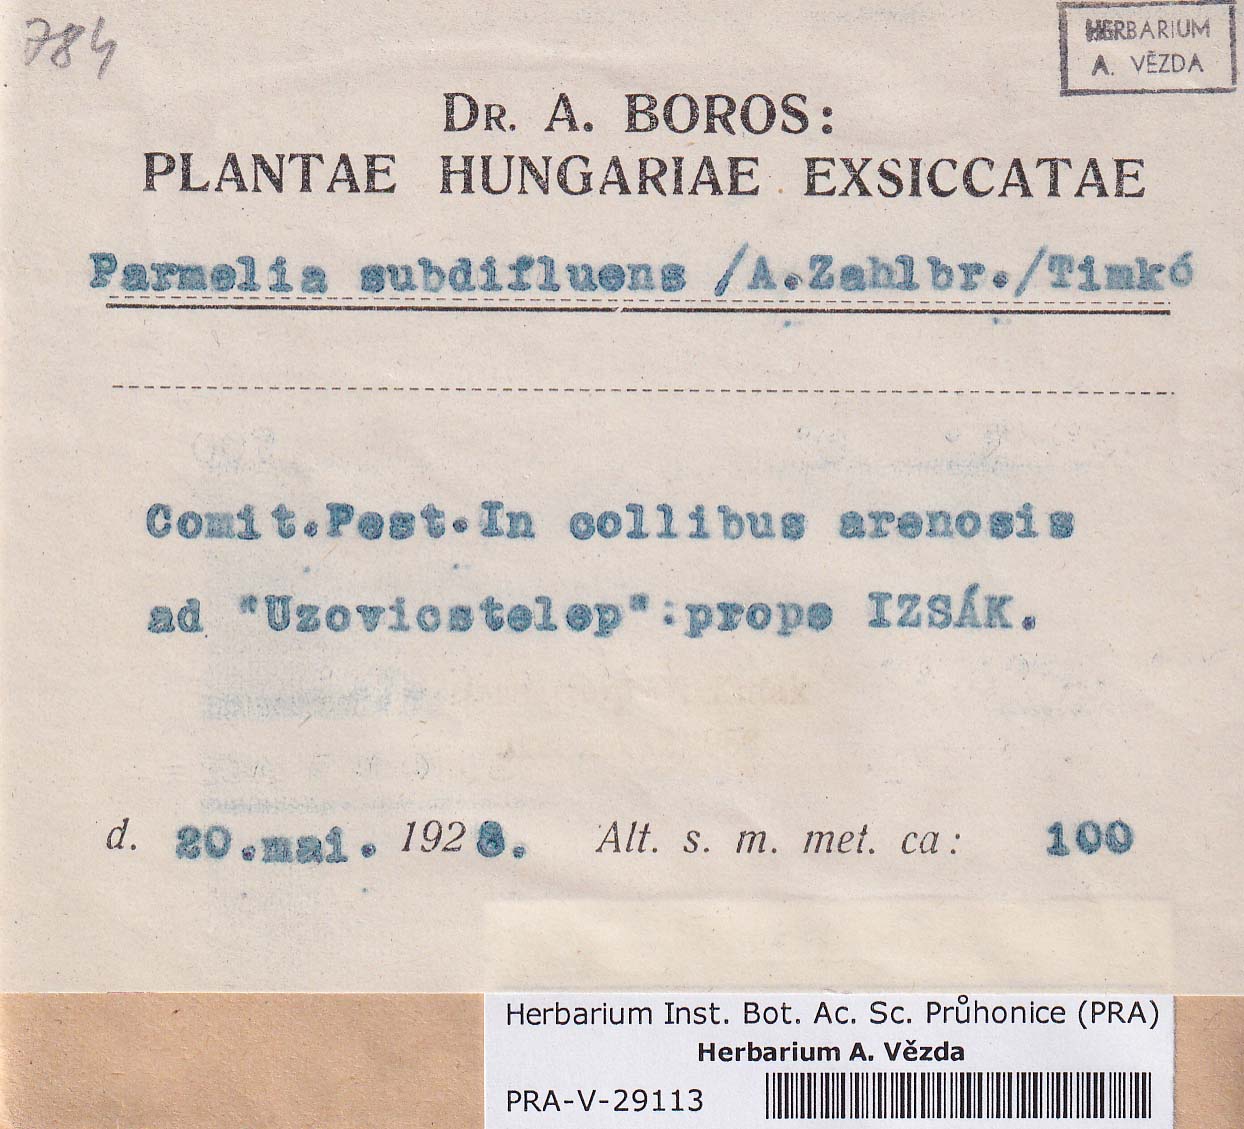 784
HERBARIUM
A. VĚZDA
DR. A. BOROS:
PLANTAE HUNGARIAE EXSICCATAE
Parmelia subdifluens /A.Zahlbr./Timkó
Comit.Pest.In collibus arenosis
ad "Uzovicstelep":prope IZSÁK.
d. 20.mai. 1928. Alt. s. m. met. ca: 100
Herbarium Inst. Bot. Ac. Sc. Průhonice (PRA)
Herbarium A. Vězda
PRA-V-29113